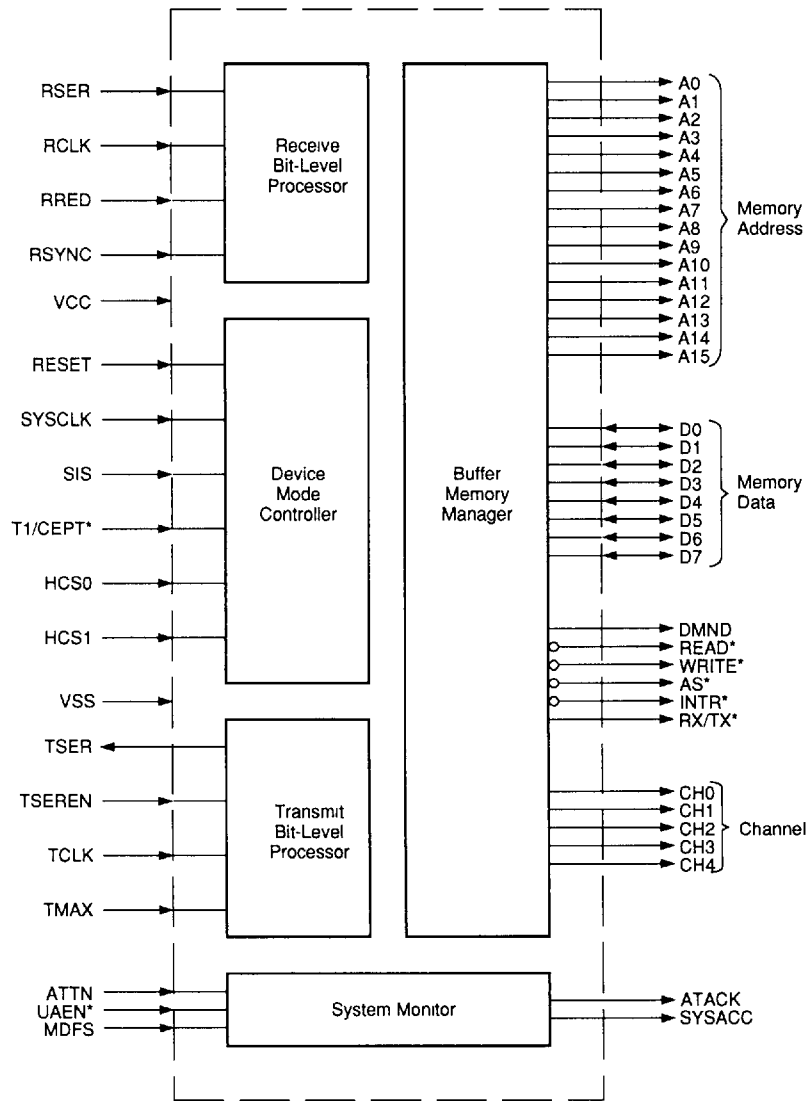 RSER
RCLK
RRED
RSYNC
VCC
RESET
SYSCLK
SIS
T1/CEPT*
HCS0
HCS1
VSS
TSER
TSEREN
TCLK
TMAX
ATTN
UAEN*
MDFS
Receive
Bit-Level
Processor
Device
Mode
Controller
Transmit
Bit-Level
Processor
System Monitor
Buffer
Memory
Manager
A0
A1
A2
A3
A4
A5
A6
A7
A8
A9
A10
A11
A12
A13
A14
A15
Memory
Address
D0
D1
D2
D3
D4
D5
D6
D7
Memory
Data
DMND
READ*
WRITE*
AS*
INTR*
RX/TX*
CH0
CH1
CH2
CH3
CH4
Channel
ATACK
SYSACC